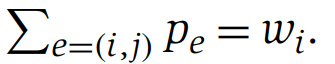 ∑_{e=(i,j)} p_e = w_i.